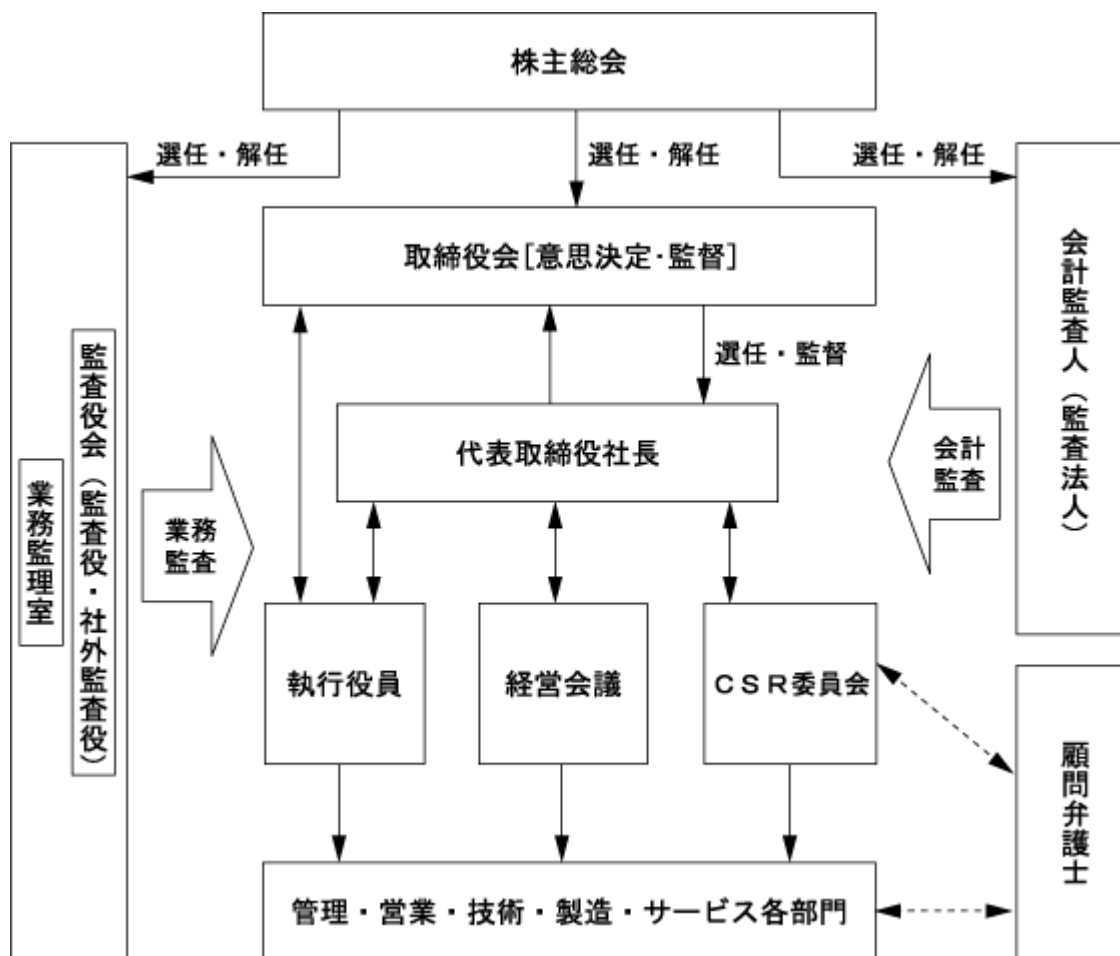 株主総会
選任・解任
選任・解任
選任・解任
取締役会[意思決定・監督]
選任・監督
代表取締役社長
監査役会（監査役・社外監査役）
業務監理室
業務
監査
会計
監査
会計監査人（監査法人）
執行役員
経営会議
ＣＳＲ委員会
顧問弁護士
管理・営業・技術・製造・サービス各部門